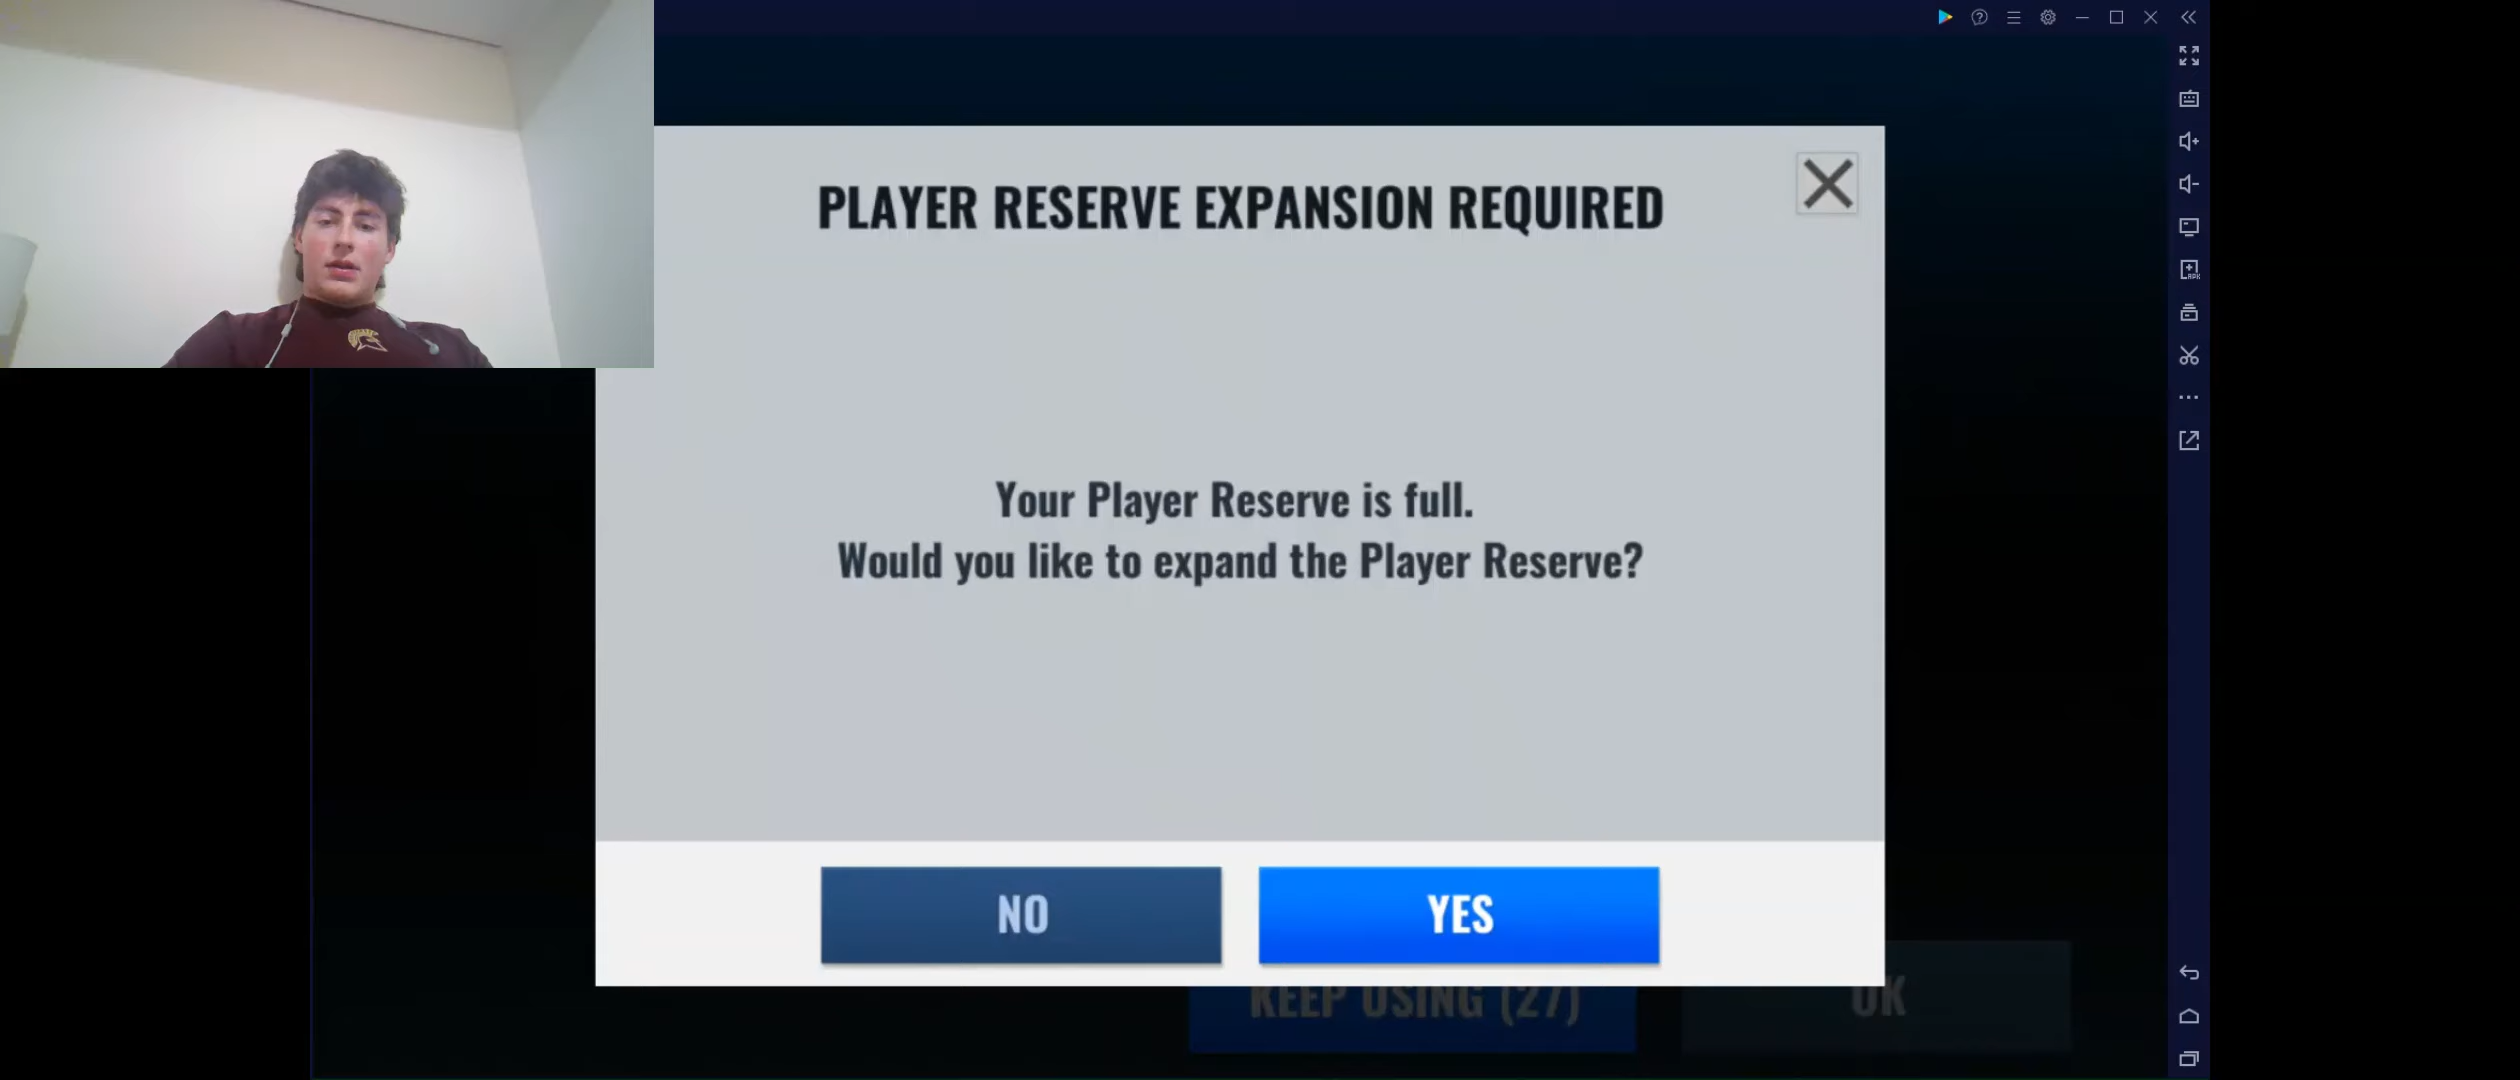 PLAYER RESERVE EXPANSION REQUIRED
Your Player Reserve is full.
Would you like to expand the Player Reserve?
NO
YES
KEEP USING (27)
OK